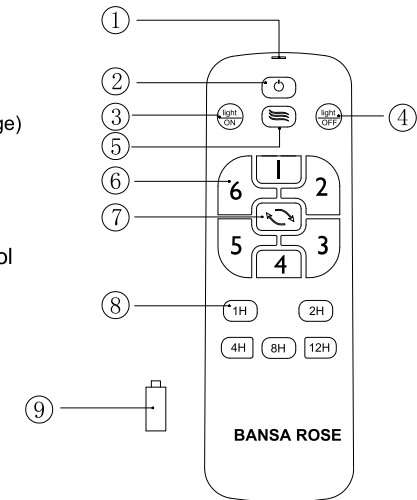 ①
②
③ light ON light OFF ④
ge)
⑤
⑥ 6 1 2
⑦
5 4 3
ol
⑧ 1H 2H
4H 8H 12H
⑨
BANSA ROSE